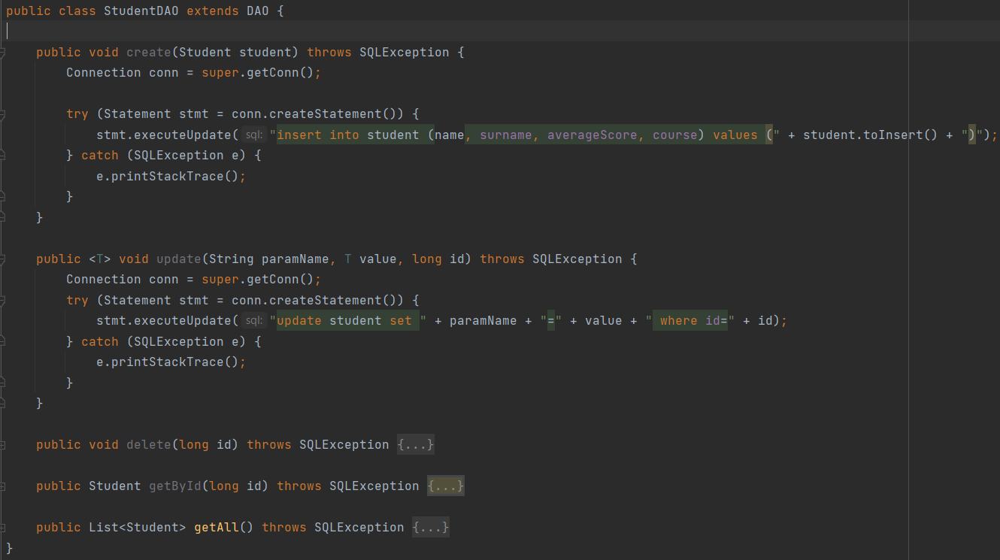 public class StudentDAO extends DAO {
public void create(Student student) throws SQLException {
Connection conn = super.getConn();
try (Statement stmt = conn.createStatement()) {
stmt.executeUpdate( sql: "insert into student (name, surname, averageScore, course) values (" + student.toInsert() + ")");
} catch (SQLException e) {
e.printStackTrace();
}
}
public <T> void update(String paramName, T value, long id) throws SQLException {
Connection conn = super.getConn();
try (Statement stmt = conn.createStatement()) {
stmt.executeUpdate( sql: "update student set " + paramName + "=" + value + " where id=" + id);
} catch (SQLException e) {
e.printStackTrace();
}
}
public void delete(long id) throws SQLException {...}
public Student getById(long id) throws SQLException {...}
public List<Student> getAll() throws SQLException {...}
}